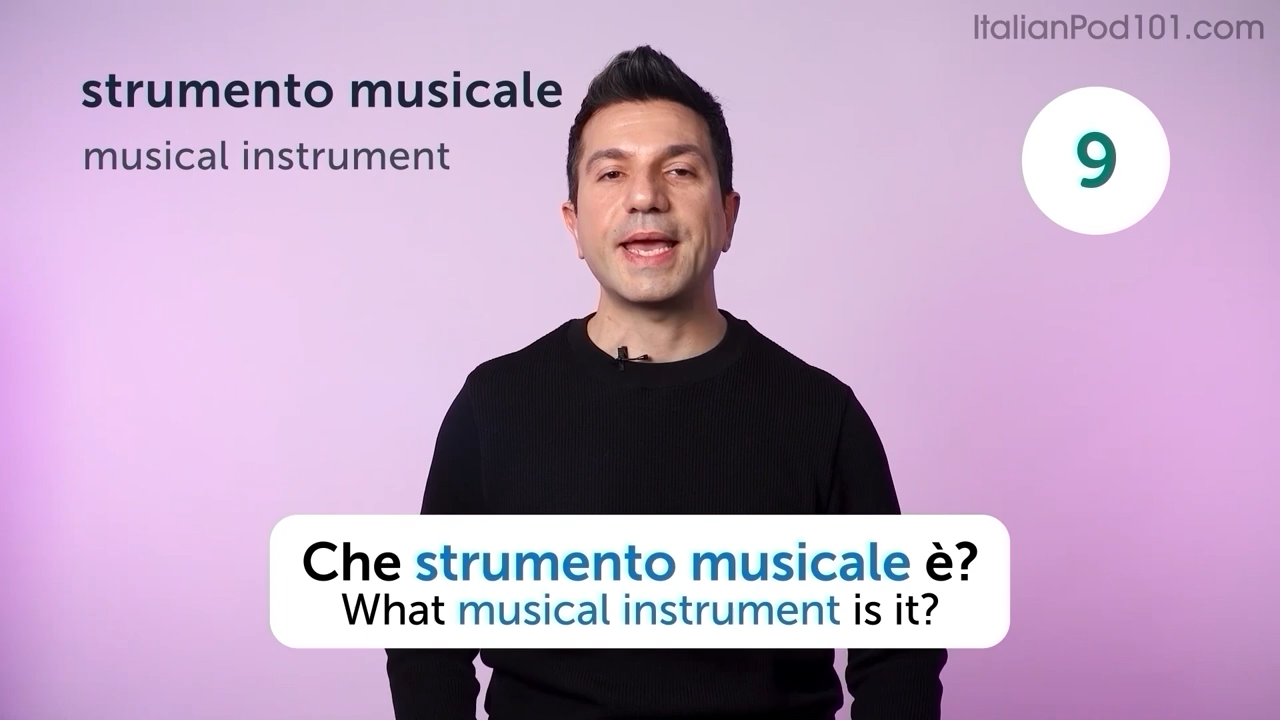 ItalianPod101.com
strumento musicale
musical instrument
9
Che strumento musicale è?
What musical instrument is it?